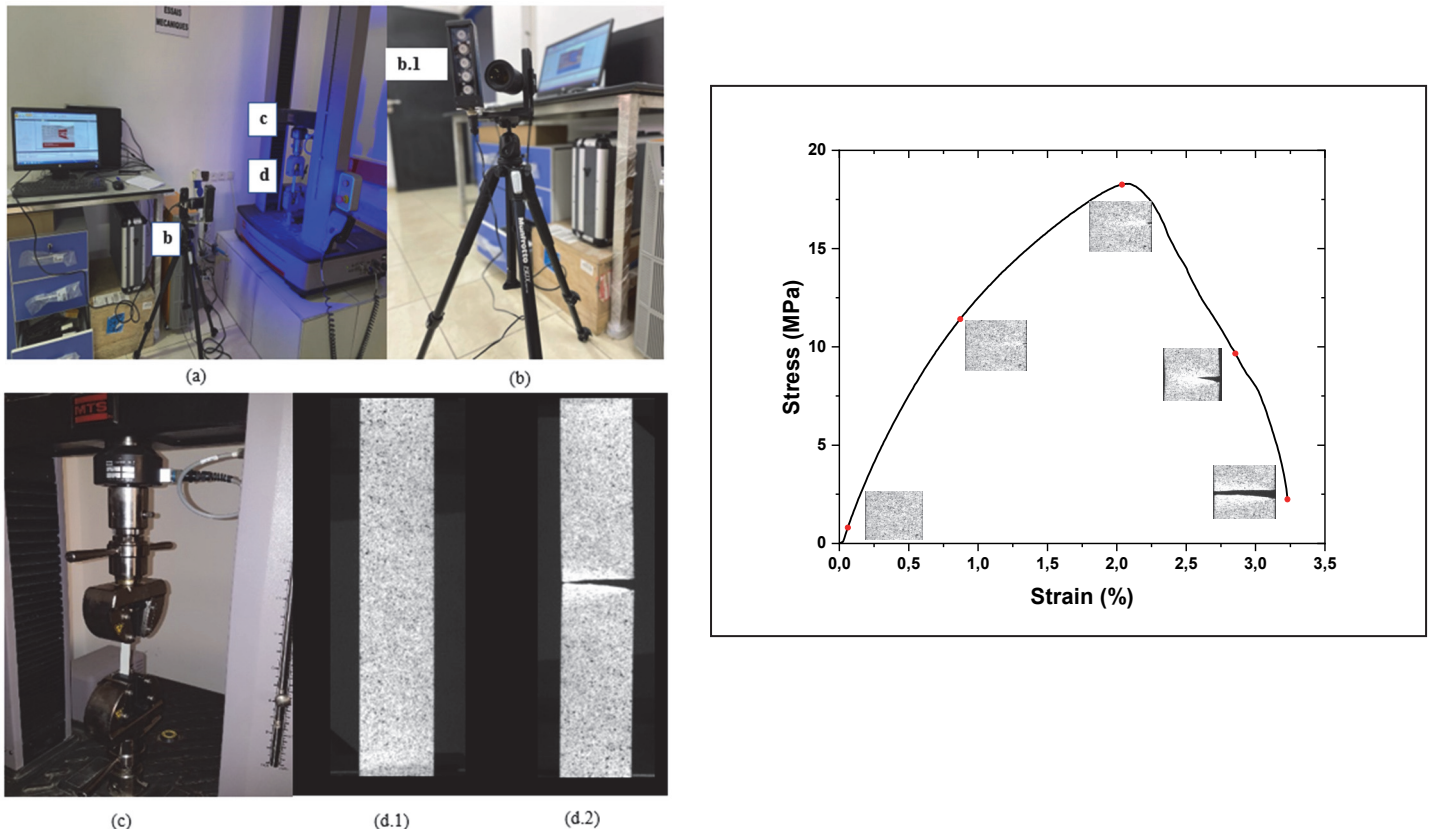 ESSAIS
MECANIQUES
c
d
b
b.1
Manfrotto
(a)
(b)
MTS
(c)
(d.1)
(d.2)
20
15
10
5
0
Stress (MPa)
0,0 0,5 1,0 1,5 2,0 2,5 3,0 3,5
Strain (%)